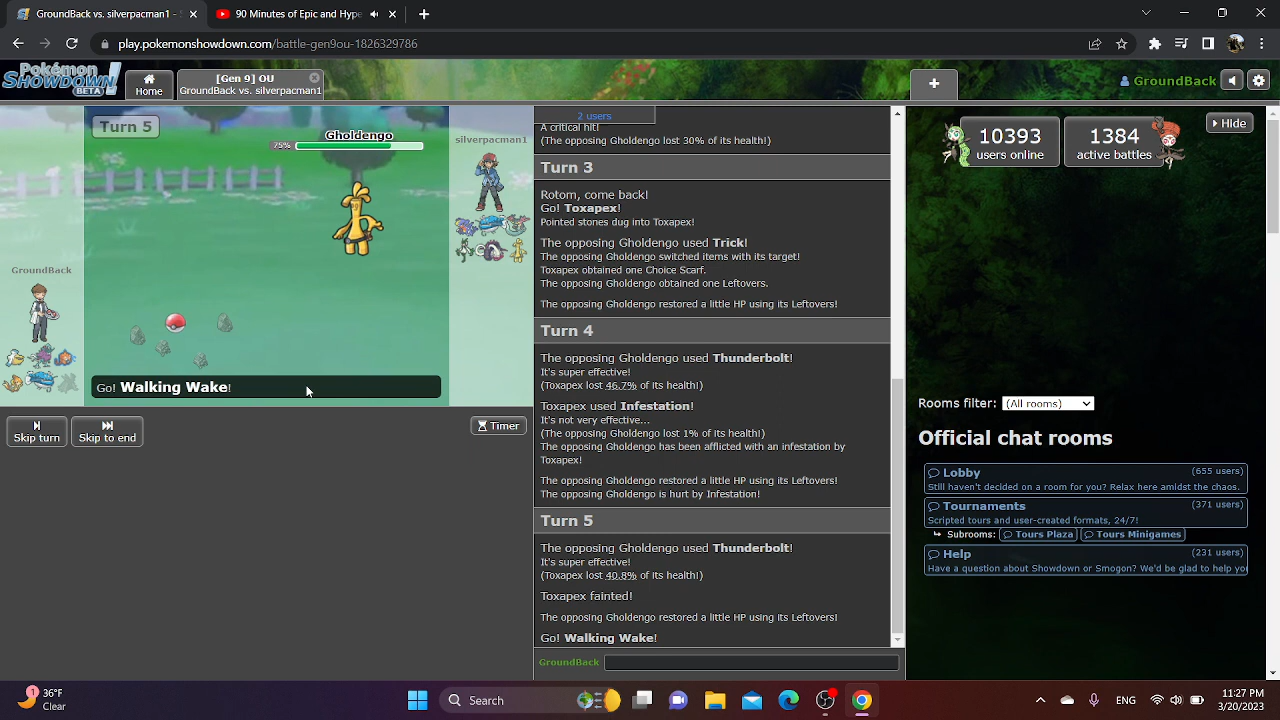 GroundBack vs. silverpacman1 - S
90 Minutes of Epic and Hype
play.pokemonshowdown.com/battle-gen9ou-1826329786
Pokémon
SHOWDOWN!
BETA
Home
[Gen 9] OU
GroundBack vs. silverpacman1
GroundBack
Turn 5
Gholdengo
75%
silverpacman1
GroundBack
Go! Walking Wake!
Skip turn
Skip to end
Timer
2 users
A critical hit!
(The opposing Gholdengo lost 30% of its health!)
Turn 3
Rotom, come back!
Go! Toxapex!
Pointed stones dug into Toxapex!
The opposing Gholdengo used Trick!
The opposing Gholdengo switched items with its target!
Toxapex obtained one Choice Scarf.
The opposing Gholdengo obtained one Leftovers.
The opposing Gholdengo restored a little HP using its Leftovers!
Turn 4
The opposing Gholdengo used Thunderbolt!
It's super effective!
(Toxapex lost 46.7% of its health!)
Toxapex used Infestation!
It's not very effective...
(The opposing Gholdengo lost 1% of its health!)
The opposing Gholdengo has been afflicted with an infestation by
Toxapex!
The opposing Gholdengo restored a little HP using its Leftovers!
The opposing Gholdengo is hurt by Infestation!
Turn 5
The opposing Gholdengo used Thunderbolt!
It's super effective!
(Toxapex lost 40.8% of its health!)
Toxapex fainted!
The opposing Gholdengo restored a little HP using its Leftovers!
Go! Walking Wake!
GroundBack
10393
users online
1384
active battles
Hide
Rooms filter: (All rooms)
Official chat rooms
Lobby (655 users)
Still haven't decided on a room for you? Relax here amidst the chaos.
Tournaments (371 users)
Scripted tours and user-created formats, 24/7!
Subrooms: Tours Plaza Tours Minigames
Help (231 users)
Have a question about Showdown or Smogon? We'd be glad to help yo
1
36°F
Clear
Search
ENG
11:27 PM
3/20/2023